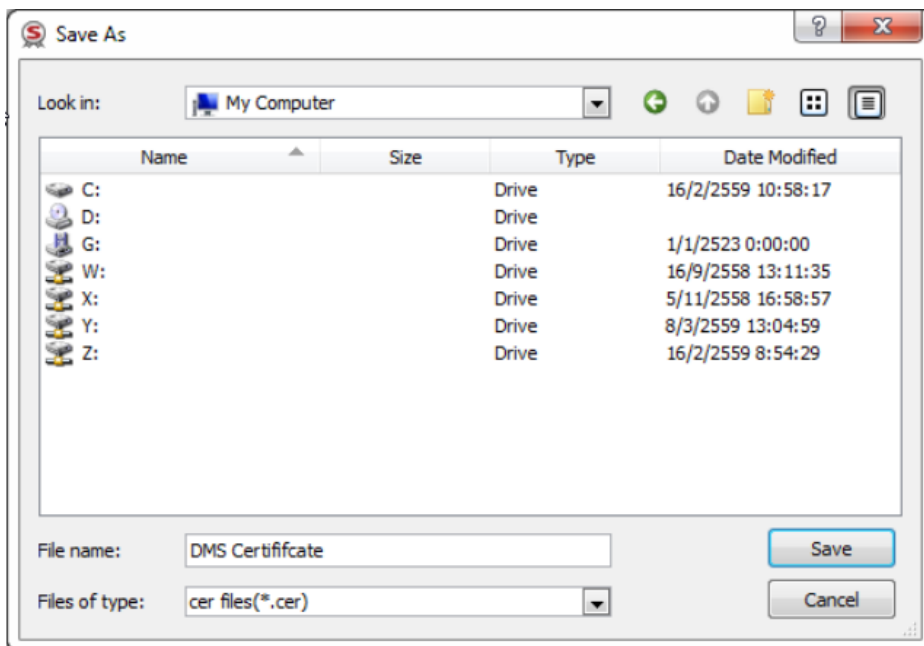 Save As
Look in: My Computer
Name Size Type Date Modified
C: Drive 16/2/2559 10:58:17
D: Drive
G: Drive 1/1/2523 0:00:00
W: Drive 16/9/2558 13:11:35
X: Drive 5/11/2558 16:58:57
Y: Drive 8/3/2559 13:04:59
Z: Drive 16/2/2559 8:54:29
File name: DMS Certififcate Save
Files of type: cer files(*.cer) Cancel